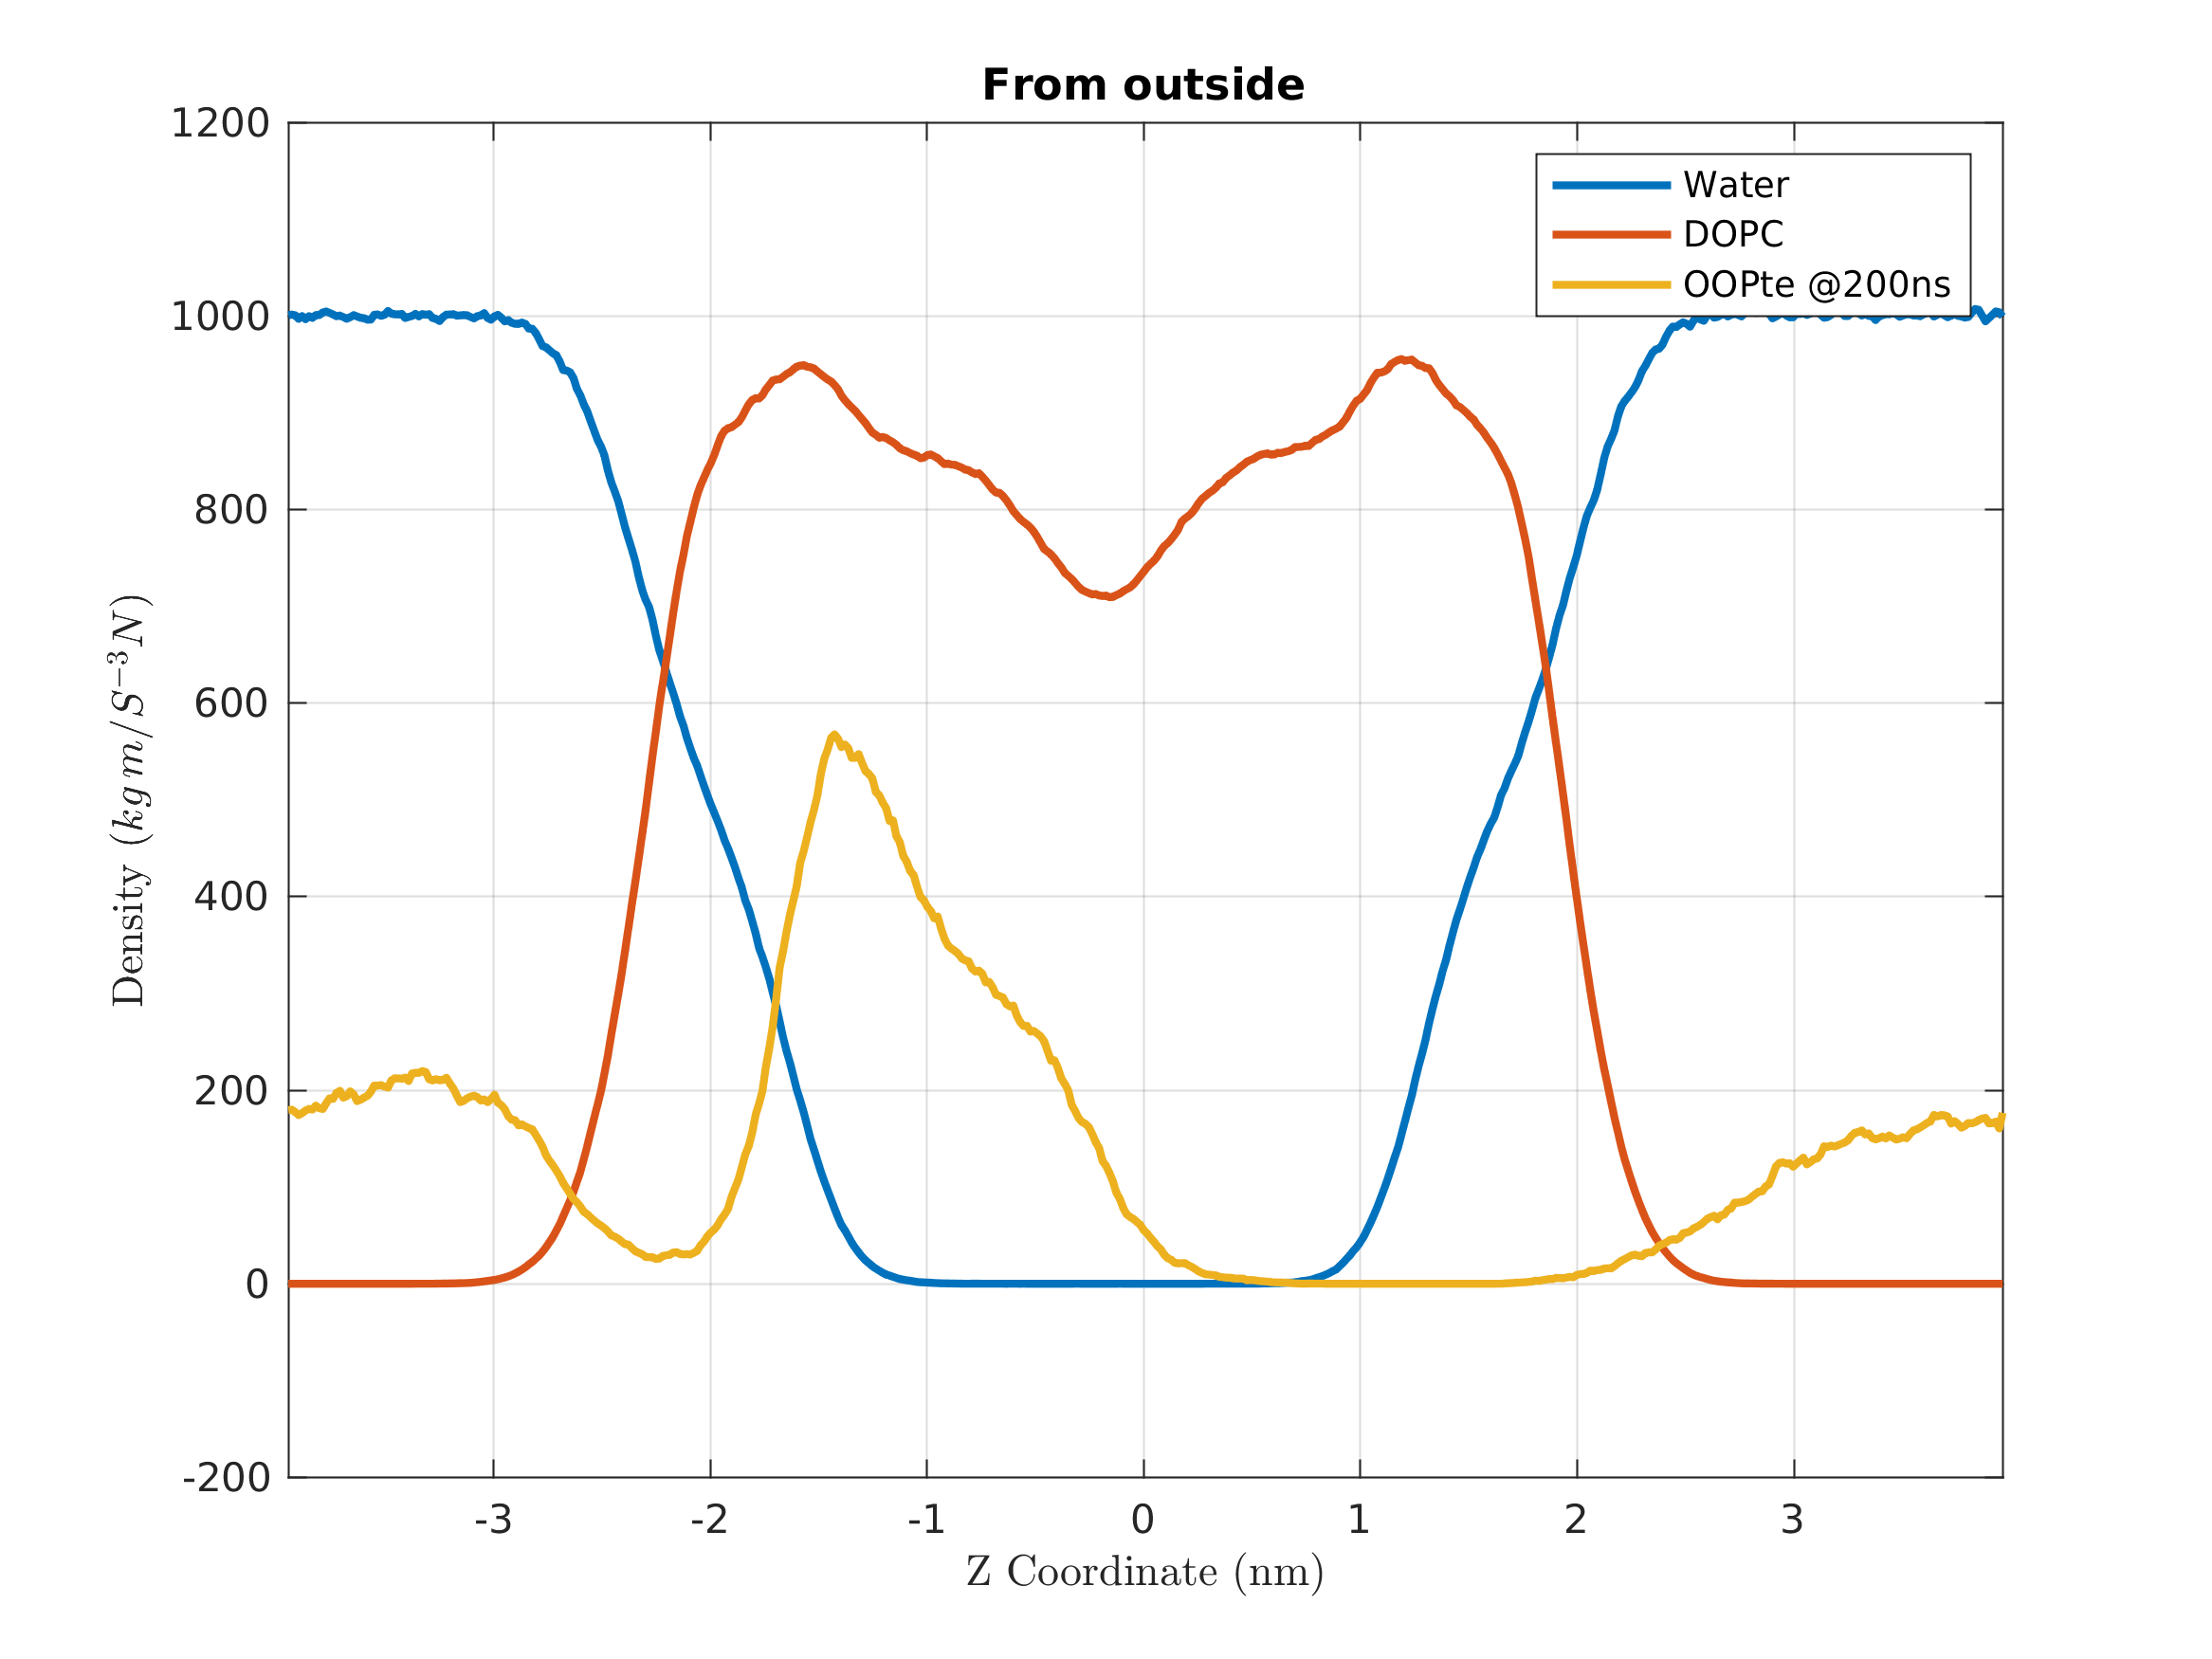 From outside
1200
1000
800
600
400
200
0
-200
Density (kg m/S⁻³N)
Water
DOPC
OOPte @200ns
-3 -2 -1 0 1 2 3
Z Coordinate (nm)